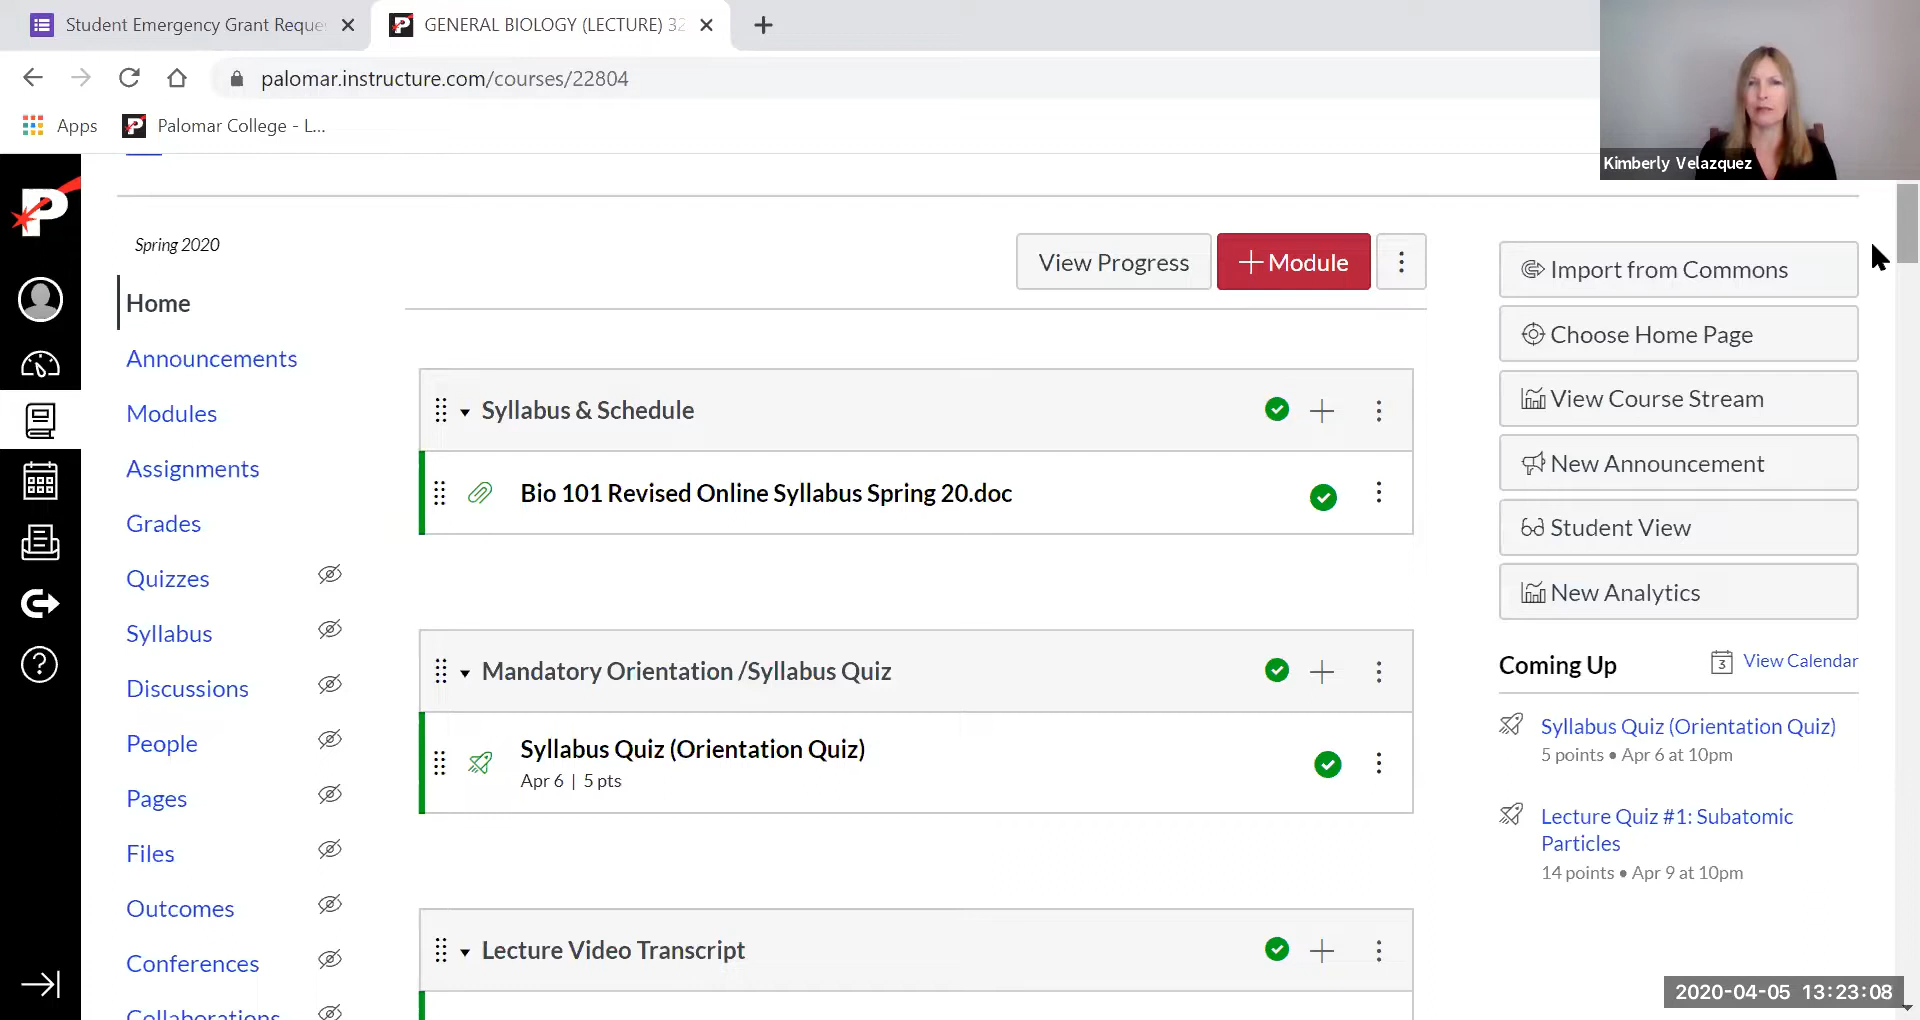 Student Emergency Grant Reque
GENERAL BIOLOGY (LECTURE) 32
palomar.instructure.com/courses/22804
Apps
Palomar College - L...
Kimberly Velazquez
P
Spring 2020
View Progress
+ Module
Home
Announcements
Modules
Assignments
Grades
Quizzes
Syllabus
Discussions
People
Pages
Files
Outcomes
Conferences
Collaborations
Syllabus & Schedule
Bio 101 Revised Online Syllabus Spring 20.doc
Mandatory Orientation /Syllabus Quiz
Syllabus Quiz (Orientation Quiz)
Apr 6 | 5 pts
Lecture Video Transcript
Import from Commons
Choose Home Page
View Course Stream
New Announcement
Student View
New Analytics
Coming Up
3
View Calendar
Syllabus Quiz (Orientation Quiz)
5 points • Apr 6 at 10pm
Lecture Quiz #1: Subatomic
Particles
14 points • Apr 9 at 10pm
2020-04-05 13:23:08